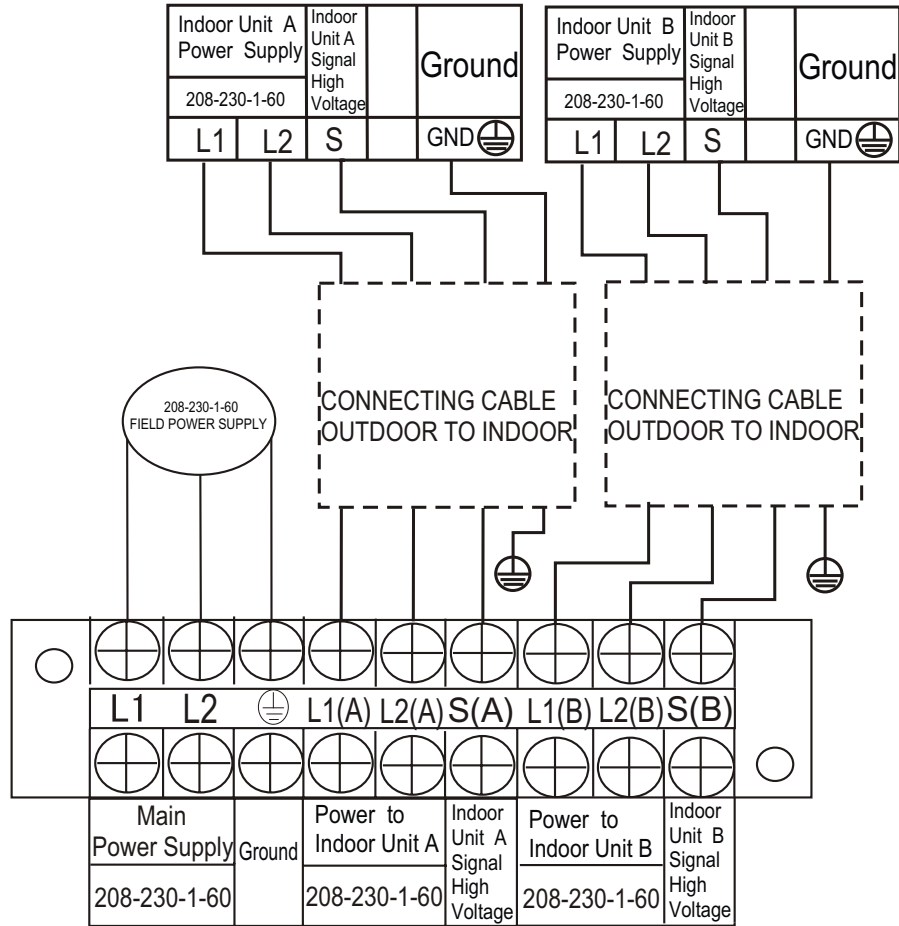 Indoor Unit A
Power Supply
208-230-1-60
Indoor
Unit A
Signal
High
Voltage
Ground
L1 L2 S GND
Indoor Unit B
Power Supply
208-230-1-60
Indoor
Unit B
Signal
High
Voltage
Ground
L1 L2 S GND
208-230-1-60
FIELD POWER SUPPLY
CONNECTING CABLE
OUTDOOR TO INDOOR
CONNECTING CABLE
OUTDOOR TO INDOOR
L1 L2 L1(A) L2(A) S(A) L1(B) L2(B) S(B)
Main
Power Supply
208-230-1-60
Ground
Power to
Indoor Unit A
208-230-1-60
Indoor
Unit A
Signal
High
Voltage
Power to
Indoor Unit B
208-230-1-60
Indoor
Unit B
Signal
High
Voltage